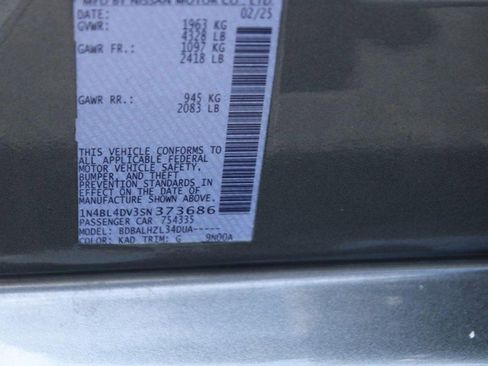 MFD BY NISSAN MOTOR CO., LTD.
DATE: 02/25
GVWR: 1963 KG
4328 LB
GAWR FR.: 1097 KG
2418 LB
GAWR RR.: 945 KG
2083 LB
THIS VEHICLE CONFORMS TO
ALL APPLICABLE FEDERAL
MOTOR VEHICLE SAFETY,
BUMPER, AND THEFT
PREVENTION STANDARDS IN
EFFECT ON THE DATE OF
MANUFACTURE SHOWN ABOVE
1N4BL4DV3SN373686
PASSENGER CAR 754335
MODEL: BDBALHZL34DUA-----
COLOR: KAD TRIM: G 9N00A